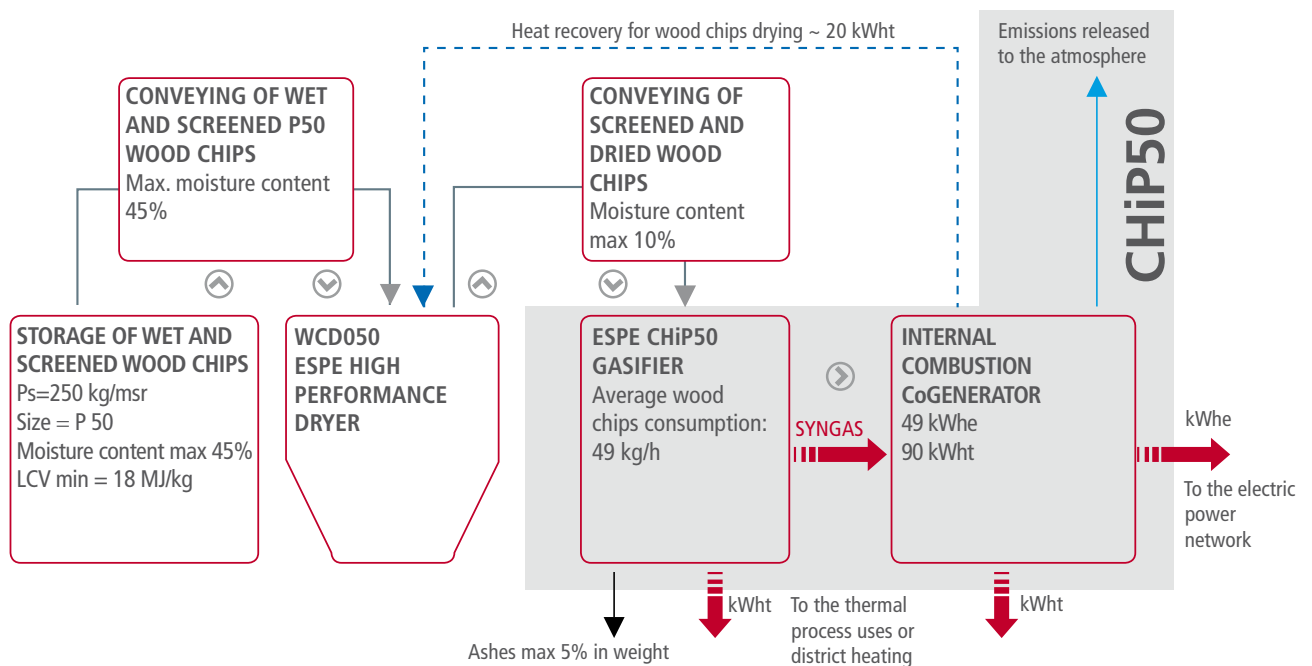 Heat recovery for wood chips drying ~ 20 kWht
Emissions released
to the atmosphere
CHiP50
CONVEYING OF WET
AND SCREENED P50
WOOD CHIPS
Max. moisture content
45%
CONVEYING OF
SCREENED AND
DRIED WOOD
CHIPS
Moisture content
max 10%
STORAGE OF WET AND
SCREENED WOOD CHIPS
Ps=250 kg/msr
Size = P 50
Moisture content max 45%
LCV min = 18 MJ/kg
WCD050
ESPE HIGH
PERFORMANCE
DRYER
ESPE CHiP50
GASIFIER
Average wood
chips consumption:
49 kg/h
SYNGAS
INTERNAL
COMBUSTION
CoGENERATOR
49 kWhe
90 kWht
kWhe
To the electric
power
network
Ashes max 5% in weight
kWht
To the thermal
process uses or
district heating
kWht